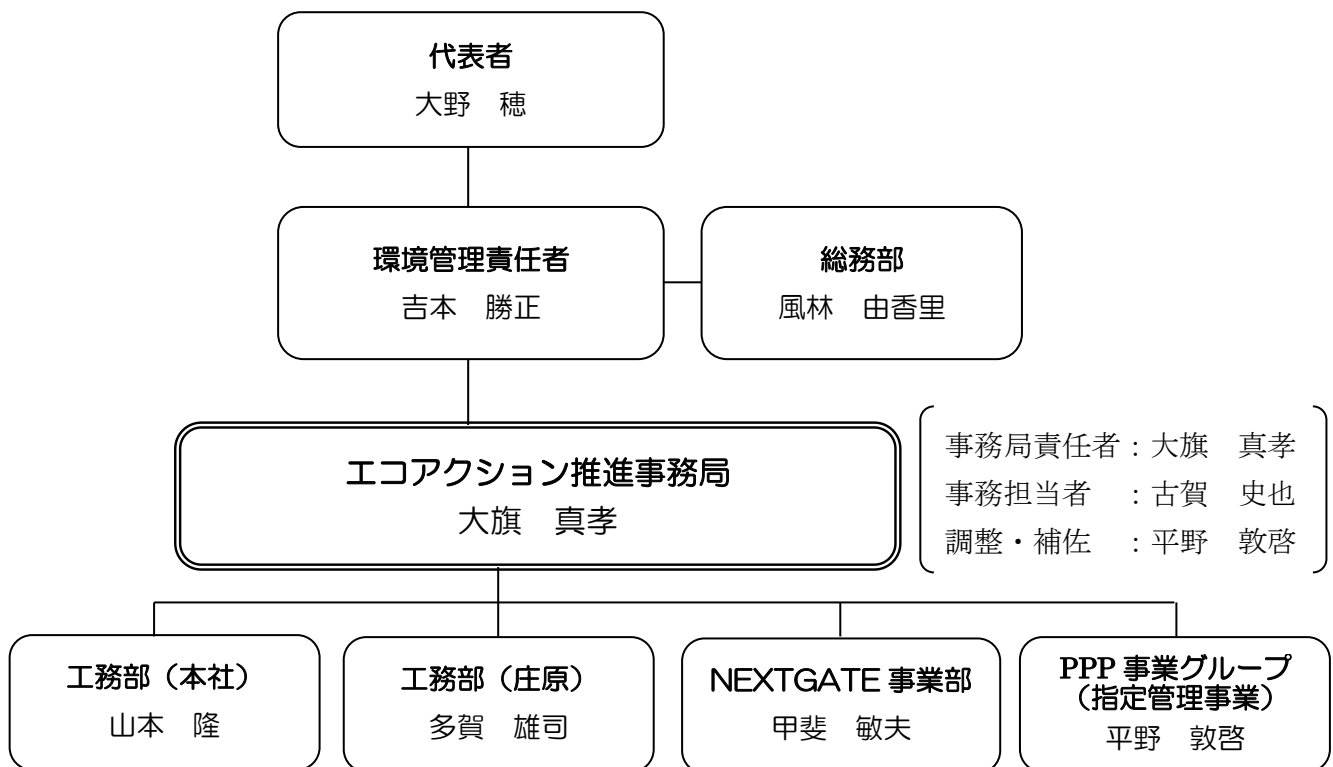 代表者
大野　穂
環境管理責任者
吉本　勝正
総務部
風林　由香里
エコアクション推進事務局
大旗　真孝
事務局責任者：大旗　真孝
事務担当者　：古賀　史也
調整・補佐　：平野　敦啓
工務部（本社）
山本　隆
工務部（庄原）
多賀　雄司
NEXTGATE 事業部
甲斐　敏夫
PPP 事業グループ
（指定管理事業）
平野　敦啓